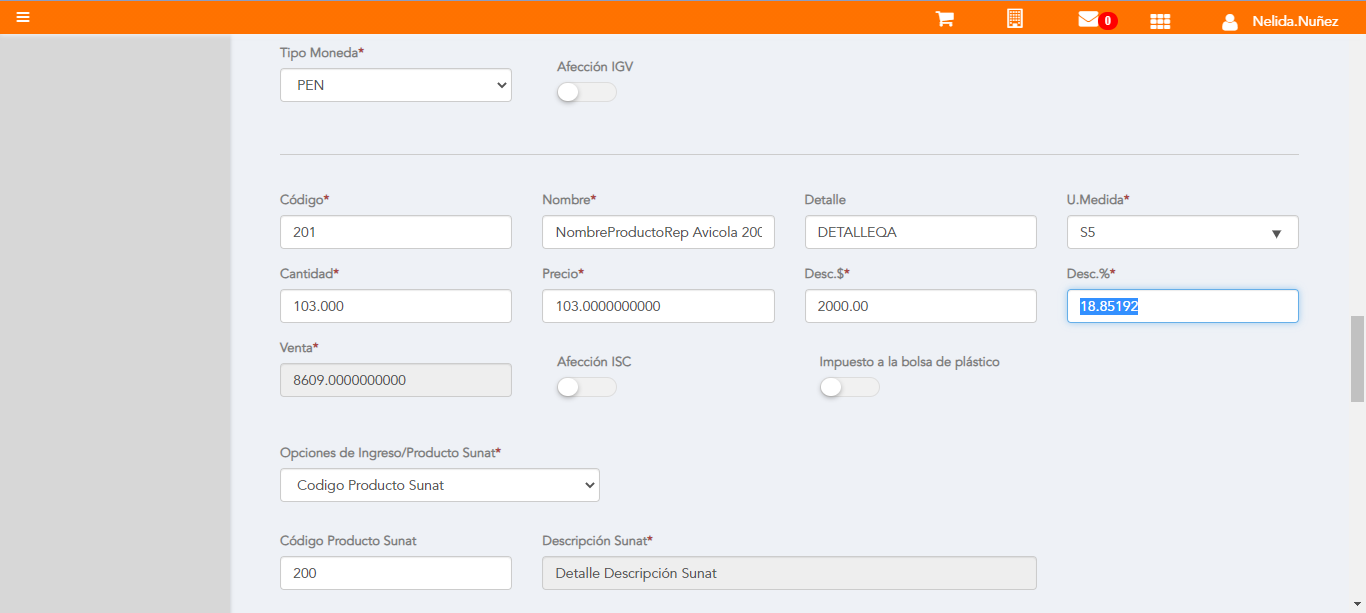 0
Nelida.Nuñez
Tipo Moneda*
Afección IGV
PEN
Código*
Nombre*
Detalle
U.Medida*
201
NombreProductoRep Avicola 200
DETALLEQA
S5
Cantidad*
Precio*
Desc.$*
Desc.%*
103.000
103.0000000000
2000.00
18.85192
Venta*
Afección ISC
Impuesto a la bolsa de plástico
8609.0000000000
Opciones de Ingreso/Producto Sunat*
Codigo Producto Sunat
Código Producto Sunat
Descripción Sunat*
200
Detalle Descripción Sunat